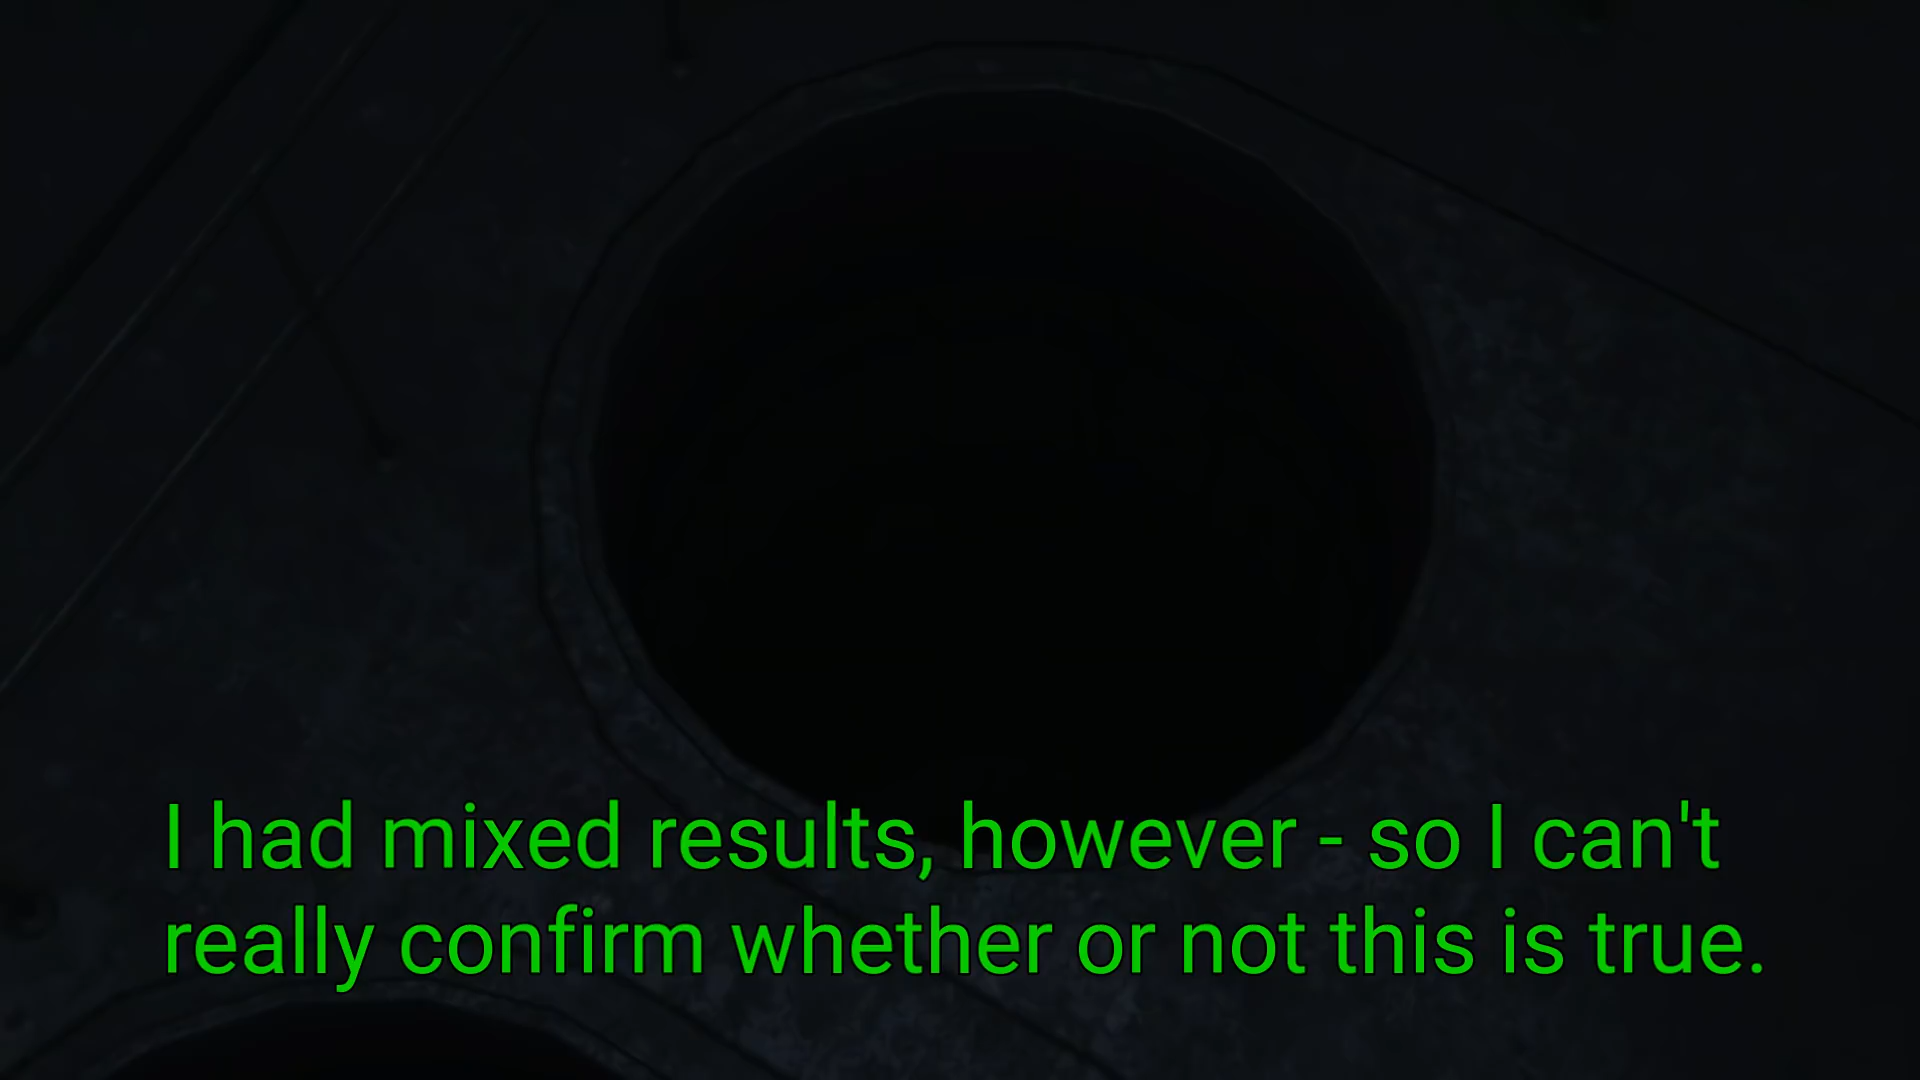 I had mixed results, however - so I can't
really confirm whether or not this is true.